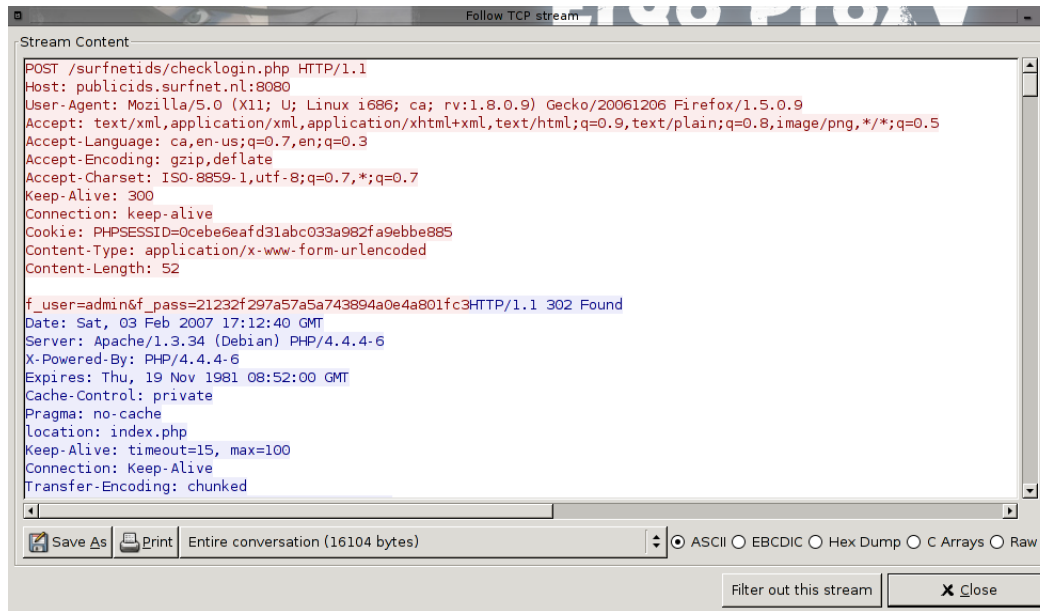 Follow TCP stream
Stream Content
POST /surfnetids/checklogin.php HTTP/1.1
Host: publicids.surfnet.nl:8080
User-Agent: Mozilla/5.0 (X11; U; Linux i686; ca; rv:1.8.0.9) Gecko/20061206 Firefox/1.5.0.9
Accept: text/xml,application/xml,application/xhtml+xml,text/html;q=0.9,text/plain;q=0.8,image/png,*/*;q=0.5
Accept-Language: ca,en-us;q=0.7,en;q=0.3
Accept-Encoding: gzip,deflate
Accept-Charset: ISO-8859-1,utf-8;q=0.7,*;q=0.7
Keep-Alive: 300
Connection: keep-alive
Cookie: PHPSESSID=0cebe6eafd31abc033a982fa9ebbe885
Content-Type: application/x-www-form-urlencoded
Content-Length: 52
f_user=admin&f_pass=21232f297a57a5a743894a0e4a801fc3HTTP/1.1 302 Found
Date: Sat, 03 Feb 2007 17:12:40 GMT
Server: Apache/1.3.34 (Debian) PHP/4.4.4-6
X-Powered-By: PHP/4.4.4-6
Expires: Thu, 19 Nov 1981 08:52:00 GMT
Cache-Control: private
Pragma: no-cache
location: index.php
Keep-Alive: timeout=15, max=100
Connection: Keep-Alive
Transfer-Encoding: chunked
Save As Print Entire conversation (16104 bytes) ASCII EBCDIC Hex Dump C Arrays Raw
Filter out this stream Close